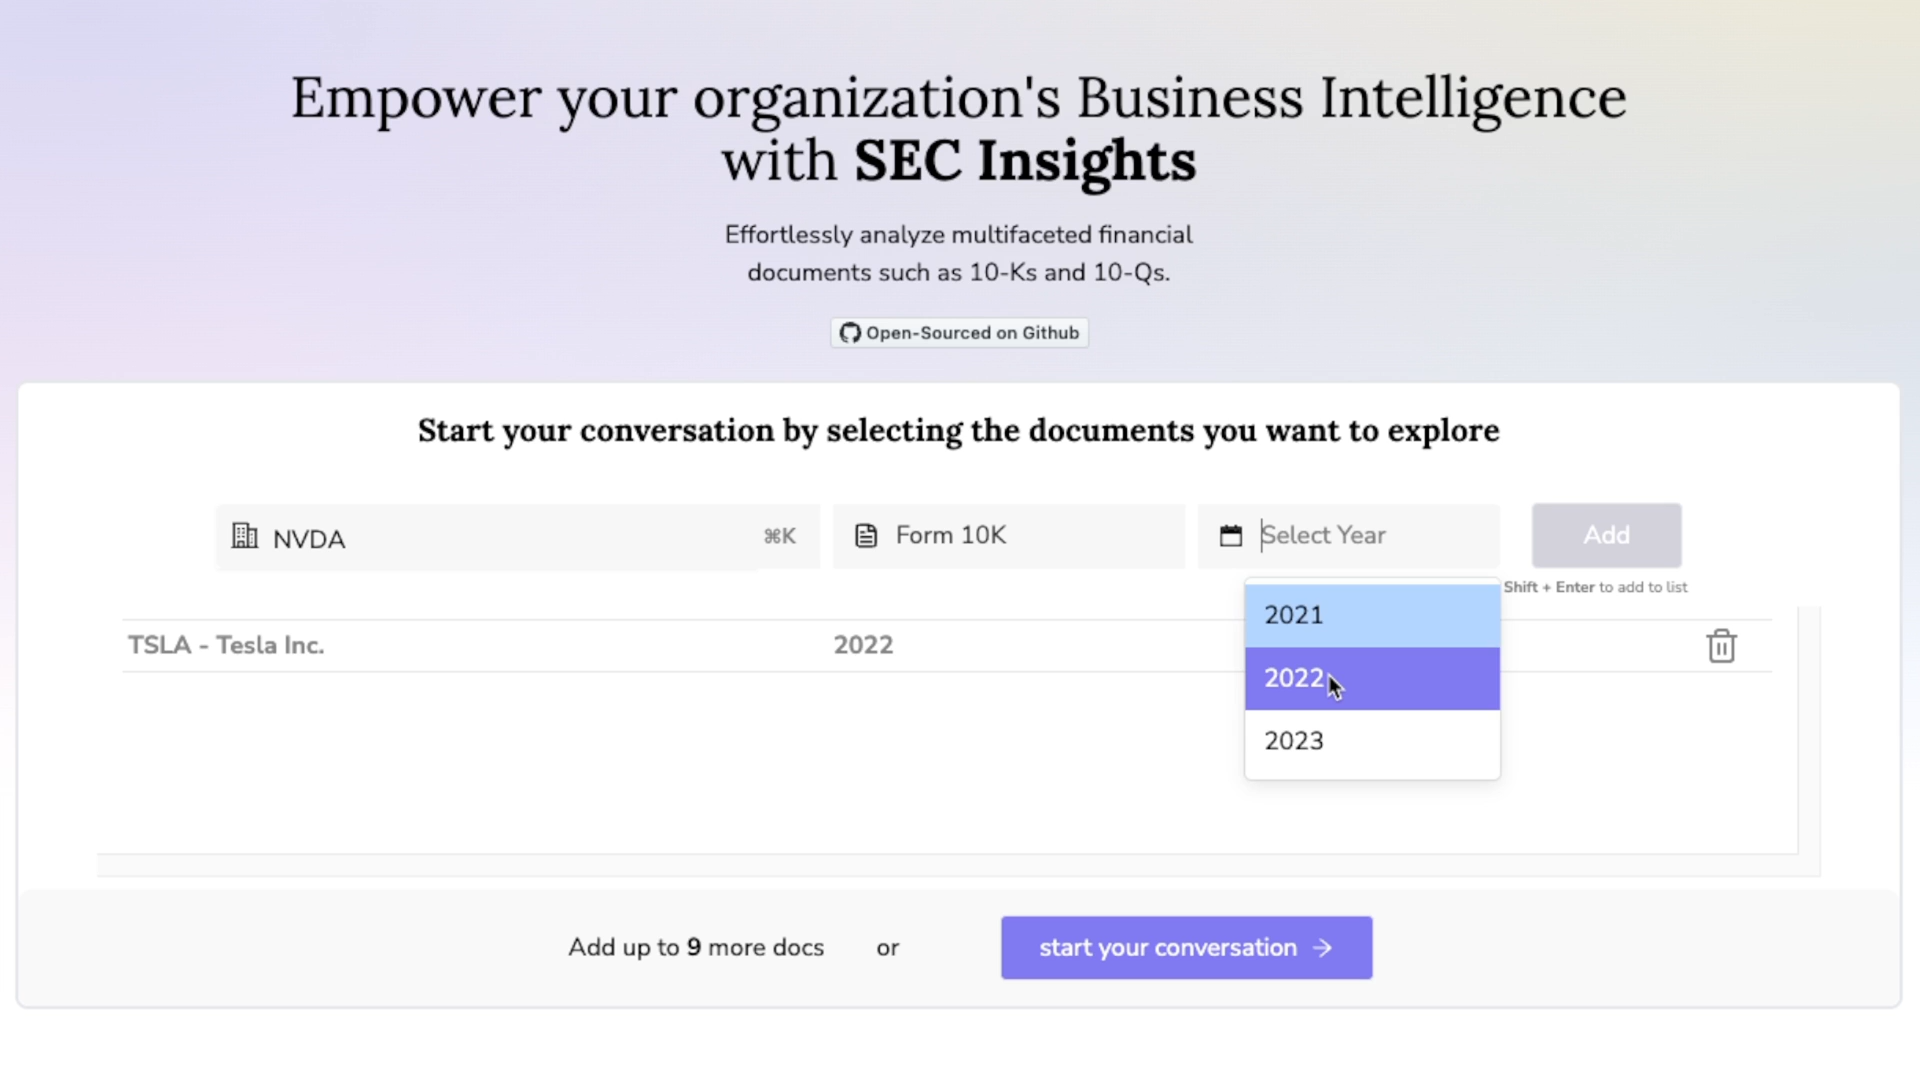 Empower your organization's Business Intelligence
with SEC Insights
Effortlessly analyze multifaceted financial
documents such as 10-Ks and 10-Qs.
Open-Sourced on Github
Start your conversation by selecting the documents you want to explore
NVDA ⌘K Form 10K Select Year Add
Shift + Enter to add to list
2021
TSLA - Tesla Inc. 2022
2022
2023
Add up to 9 more docs or start your conversation →